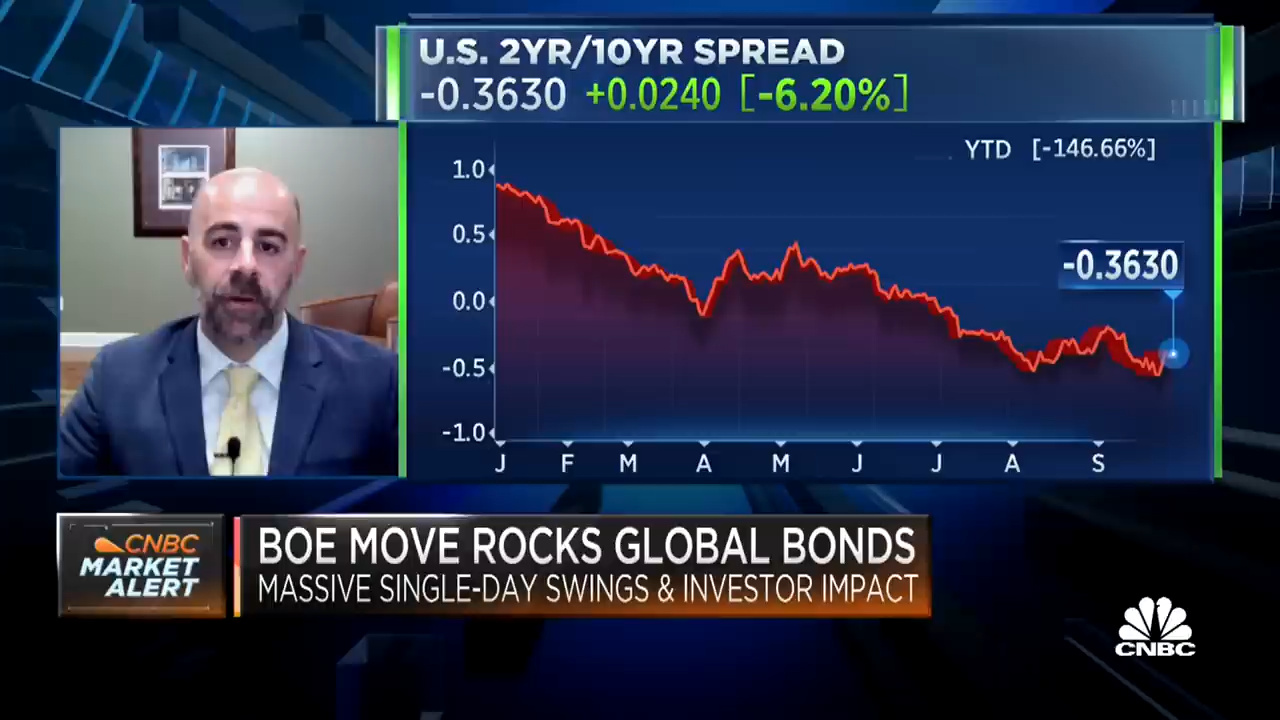 U.S. 2YR/10YR SPREAD
-0.3630 +0.0240 [-6.20%]
YTD [-146.66%]
1.0
0.5
0.0
-0.5
-1.0
-0.3630
J F M A M J J A S
CNBC
MARKET
ALERT
BOE MOVE ROCKS GLOBAL BONDS
MASSIVE SINGLE-DAY SWINGS & INVESTOR IMPACT
CNBC